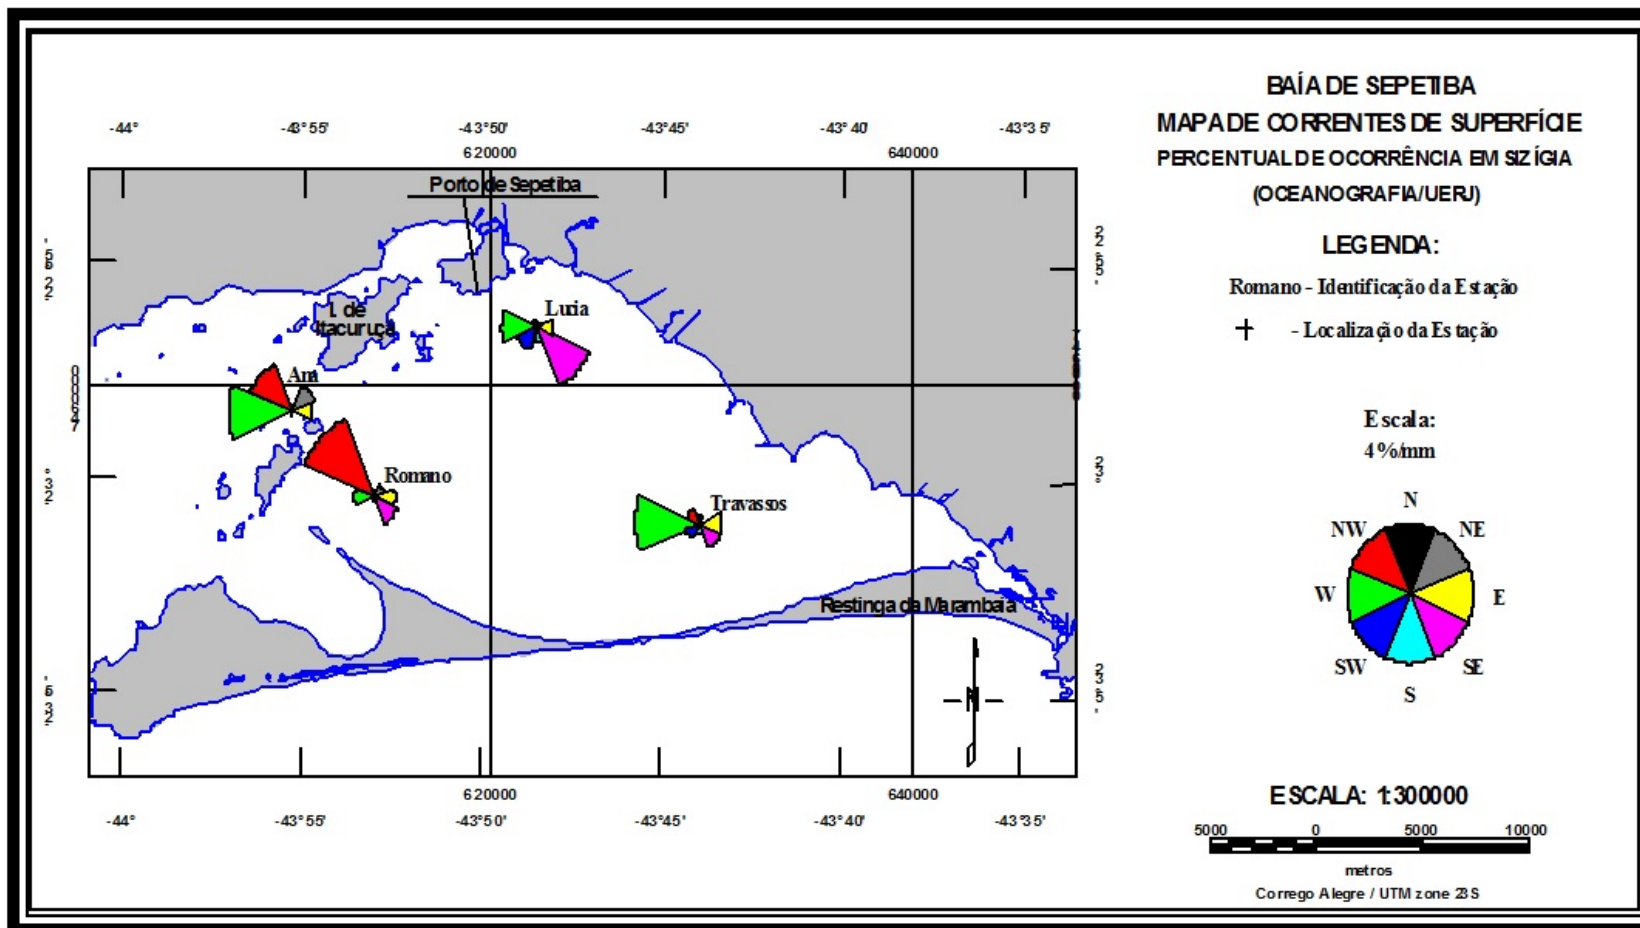 BAÍA DE SEPETIBA
MAPA DE CORRENTES DE SUPERFÍCIE
PERCENTUAL DE OCORRÊNCIA EM SIZÍGIA
(OCEANOGRAFIA/UERJ)
LEGENDA:
Romano - Identificação da Estação
- Localização da Estação
Escala:
4%/mm
N
NW NE
W E
SW SE
S
ESCALA: 1:300000
5000 0 5000 10000
metros
Corrego Alegre / UTM zone 23S
-44° -43°55' -43°50' -43°45' -43°40' -43°35'
620000 640000
Porto de Sepetiba
I. de
Itacuruçá
Lucia
Ana
Romano
Travassos
Restinga da Marambaia
620000 640000
-44° -43°55' -43°50' -43°45' -43°40' -43°35'